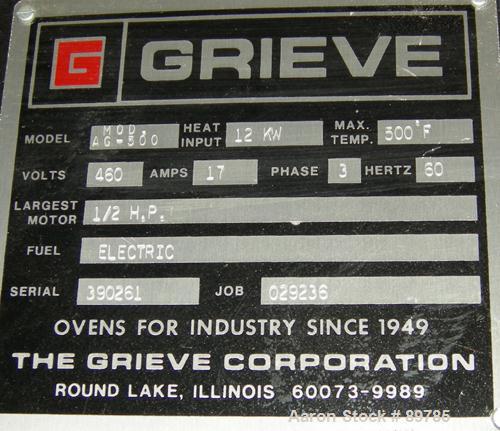 G GRIEVE
MODEL MOD. AG-500 HEAT INPUT 12 KW MAX. TEMP. 500°F
VOLTS 460 AMPS 17 PHASE 3 HERTZ 60
LARGEST MOTOR 1/2 H.P.
FUEL ELECTRIC
SERIAL 390261 JOB 029236
OVENS FOR INDUSTRY SINCE 1949
THE GRIEVE CORPORATION
ROUND LAKE, ILLINOIS 60073-9989
Aaron Stock # 89785